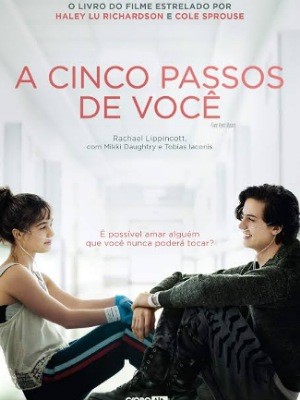 O LIVRO DO FILME ESTRELADO POR
HALEY LU RICHARDSON e COLE SPROUSE
A CINCO PASSOS
DE VOCÊ
Rachael Lippincott,
com Mikki Daughtry e Tobias Iaconis
É possível amar alguém
que você nunca poderá tocar?